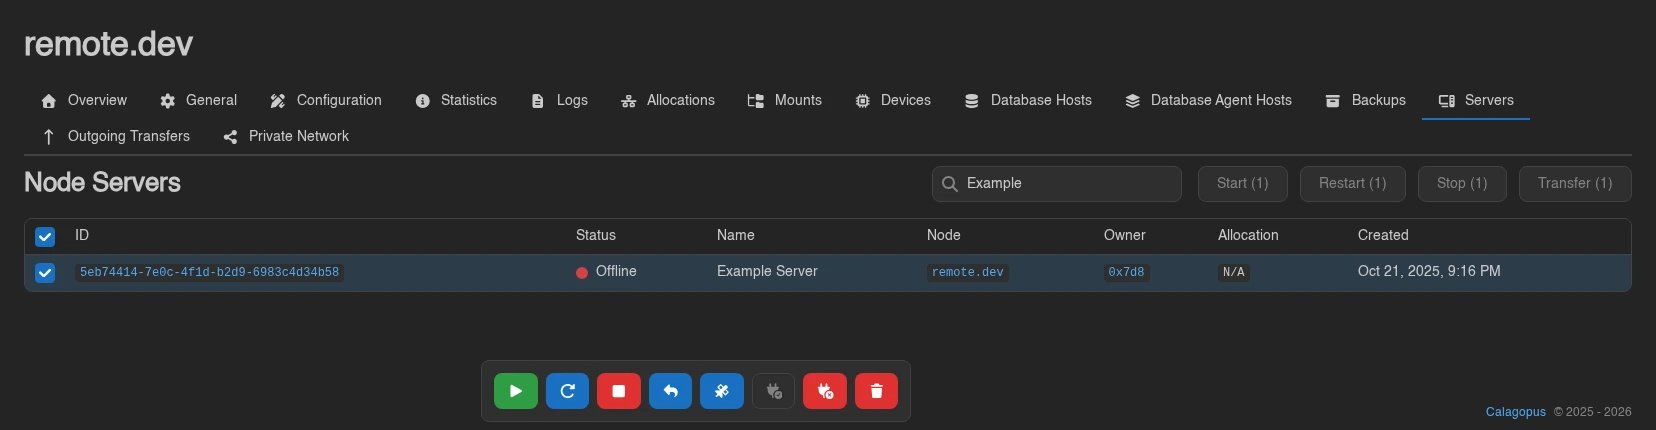 remote.dev
Overview General Configuration Statistics Logs Allocations Mounts Devices Database Hosts Database Agent Hosts Backups Servers
Outgoing Transfers Private Network
Node Servers Example Start (1) Restart (1) Stop (1) Transfer (1)
ID Status Name Node Owner Allocation Created
5eb74414-7e0c-4f1d-b2d9-6983c4d34b58 Offline Example Server remote.dev 0x7d8 N/A Oct 21, 2025, 9:16 PM
Calagopus © 2025 - 2026